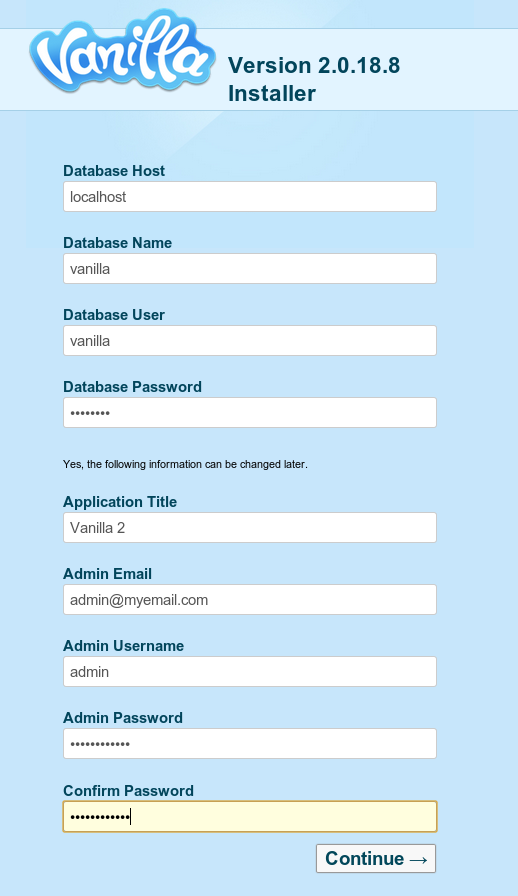 Vanilla
Version 2.0.18.8
Installer
Database Host
localhost
Database Name
vanilla
Database User
vanilla
Database Password
••••••••
Yes, the following information can be changed later.
Application Title
Vanilla 2
Admin Email
admin@myemail.com
Admin Username
admin
Admin Password
••••••••••••
Confirm Password
••••••••••••
Continue →